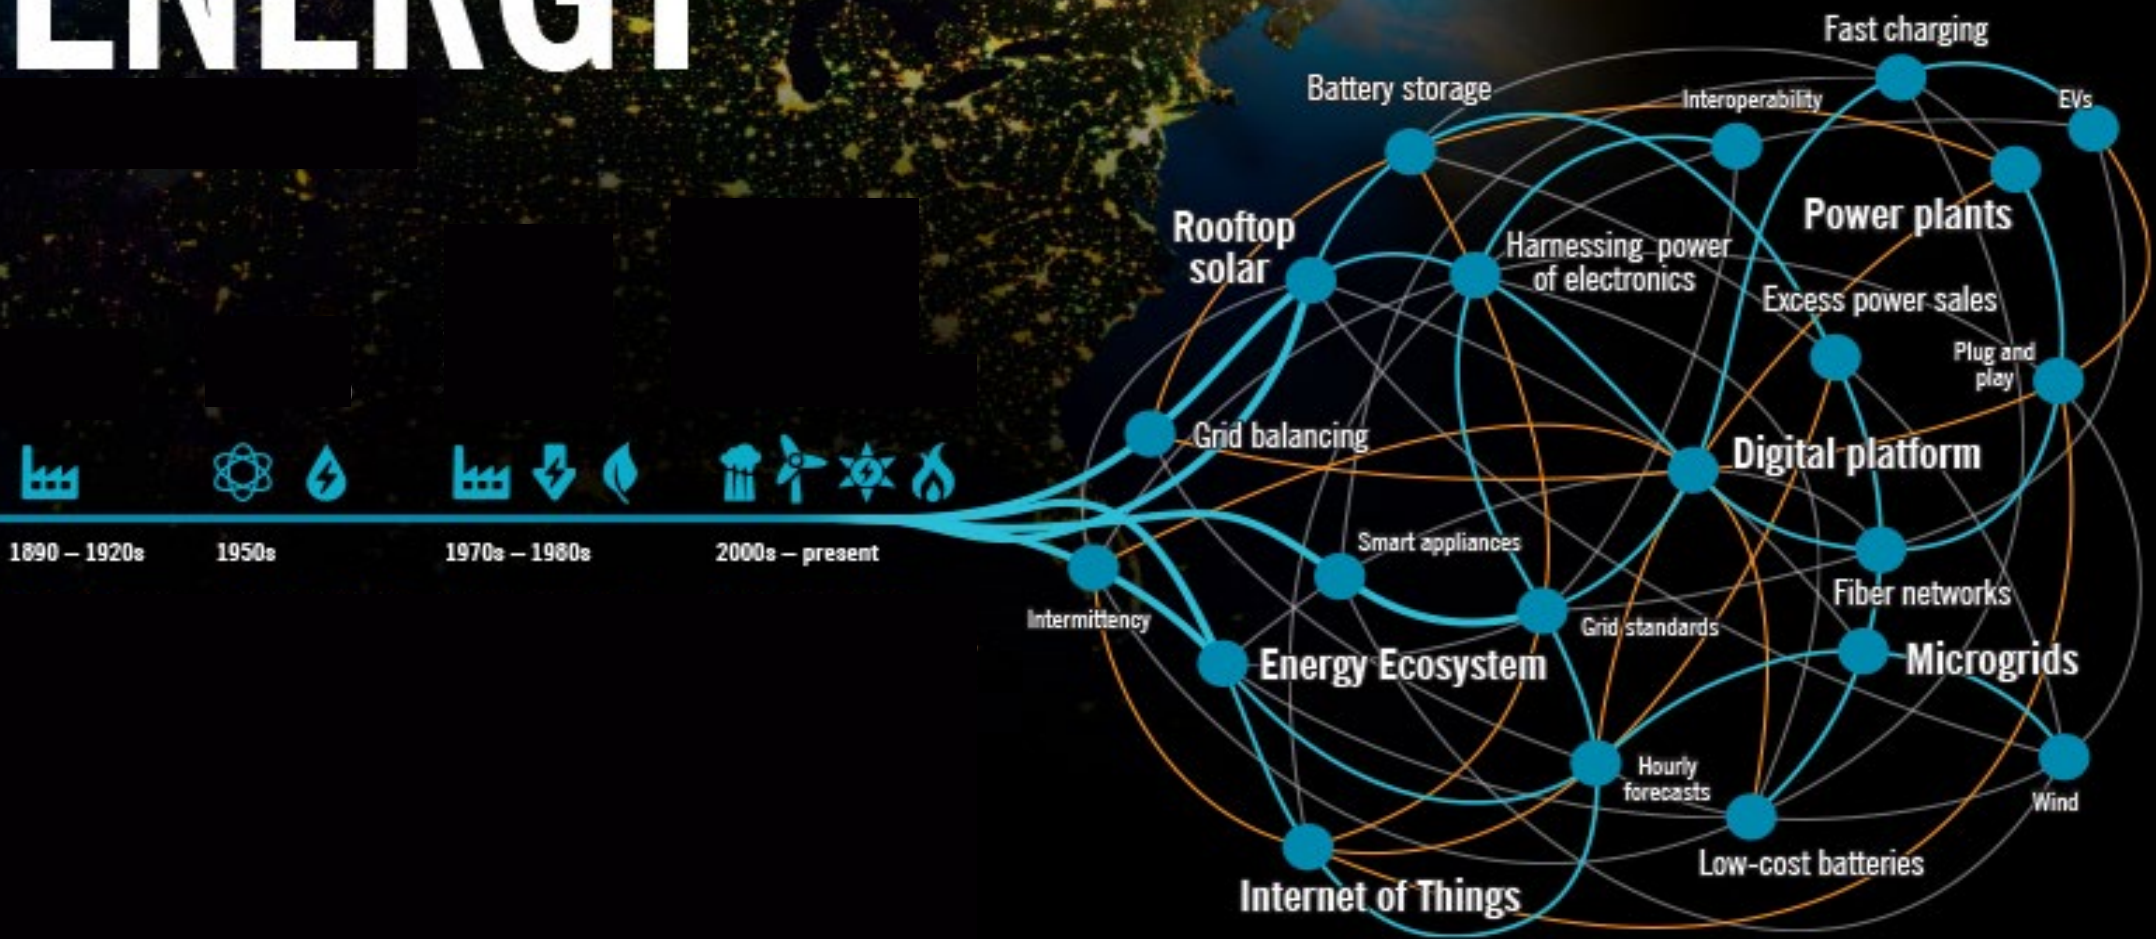 ENERGY
Fast charging
Battery storage
Interoperability
EVs
Rooftop
solar
Power plants
Harnessing power
of electronics
Excess power sales
Plug and
play
Grid balancing
Digital platform
1890 – 1920s
1950s
1970s – 1980s
2000s – present
Smart appliances
Fiber networks
Intermittency
Grid standards
Energy Ecosystem
Microgrids
Hourly
forecasts
Wind
Low-cost batteries
Internet of Things